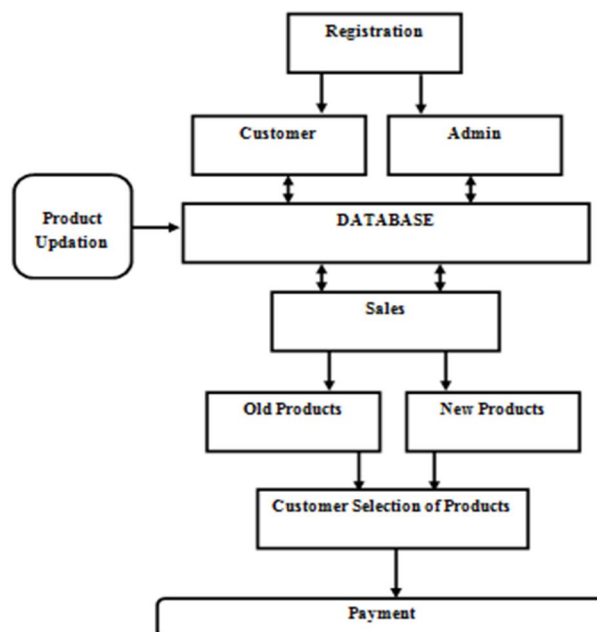 Registration
Customer
Admin
Product
Updation
DATABASE
Sales
Old Products
New Products
Customer Selection of Products
Payment